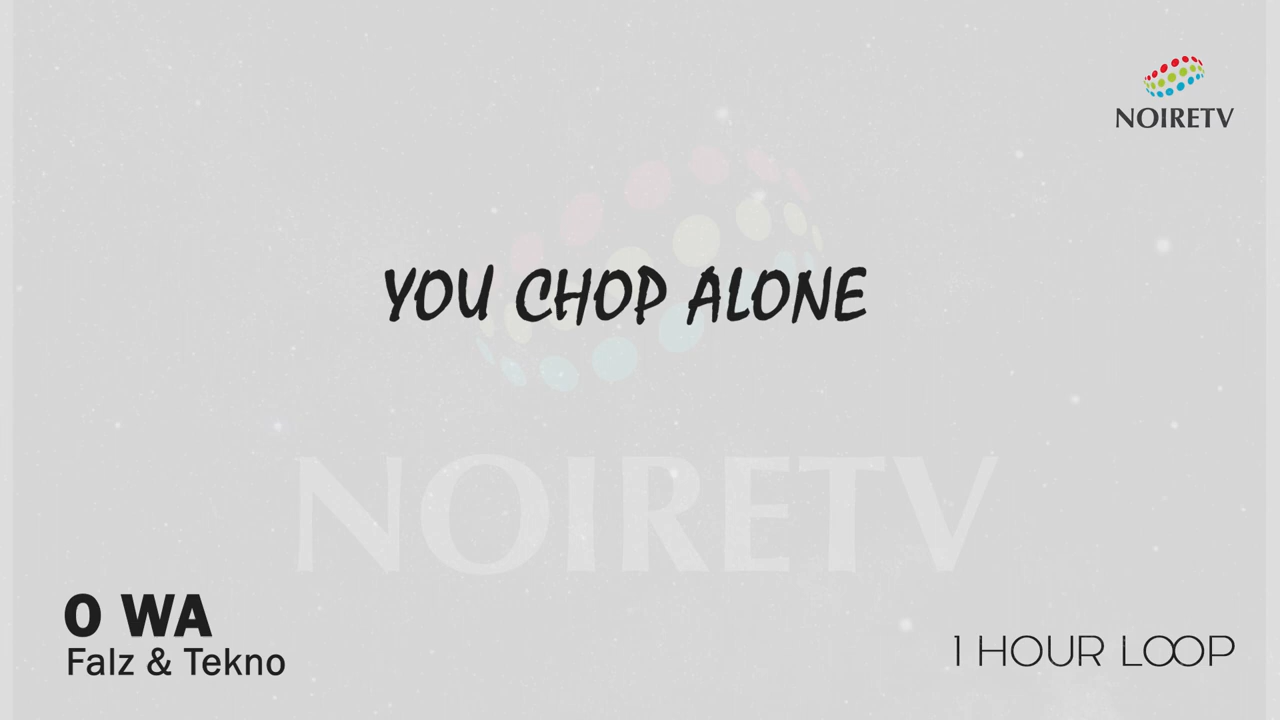 NOIRETV
YOU CHOP ALONE
NOIRETV
O WA
Falz & Tekno
1 HOUR LOOP